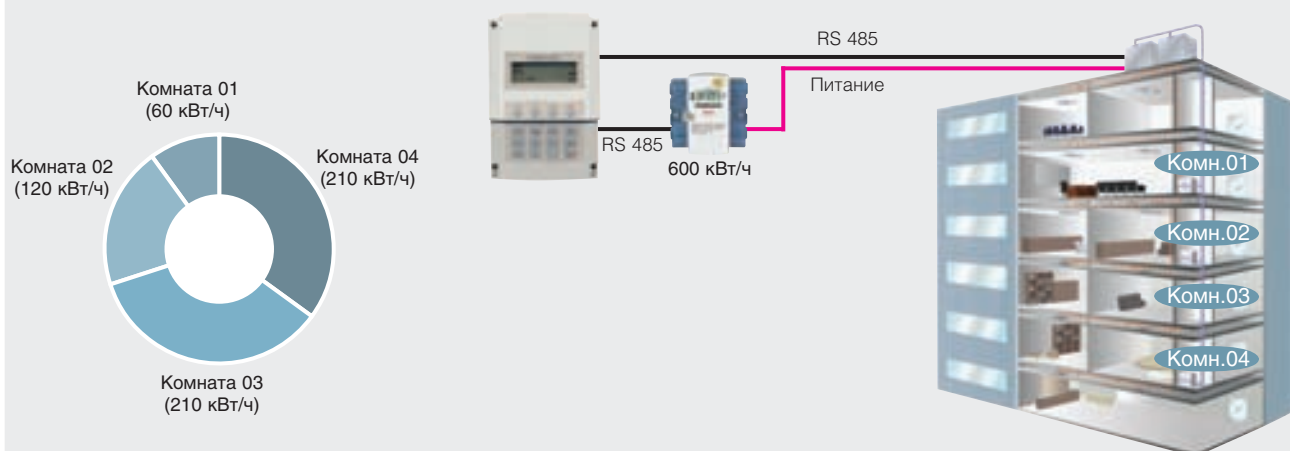 Комната 01
(60 кВт/ч)
Комната 02
(120 кВт/ч)
Комната 04
(210 кВт/ч)
Комната 03
(210 кВт/ч)
RS 485
Питание
RS 485
600 кВт/ч
Комн.01
Комн.02
Комн.03
Комн.04